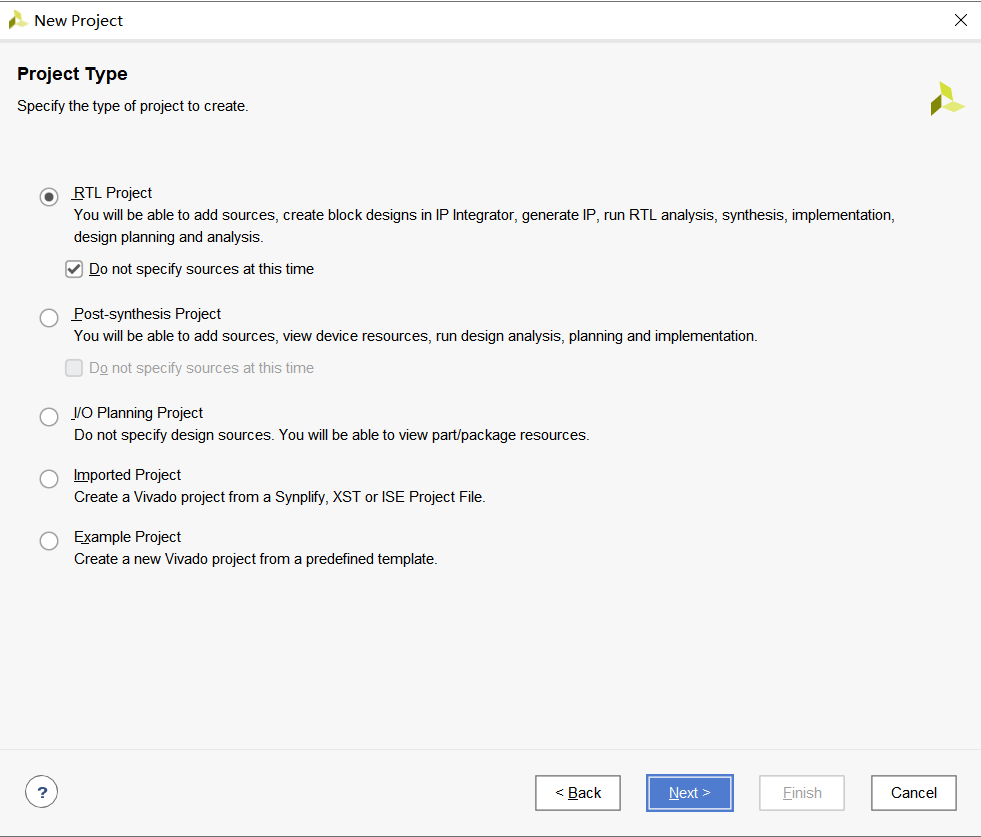 New Project
Project Type
Specify the type of project to create.
RTL Project
You will be able to add sources, create block designs in IP Integrator, generate IP, run RTL analysis, synthesis, implementation,
design planning and analysis.
Do not specify sources at this time
Post-synthesis Project
You will be able to add sources, view device resources, run design analysis, planning and implementation.
Do not specify sources at this time
I/O Planning Project
Do not specify design sources. You will be able to view part/package resources.
Imported Project
Create a Vivado project from a Synplify, XST or ISE Project File.
Example Project
Create a new Vivado project from a predefined template.
? < Back Next > Finish Cancel